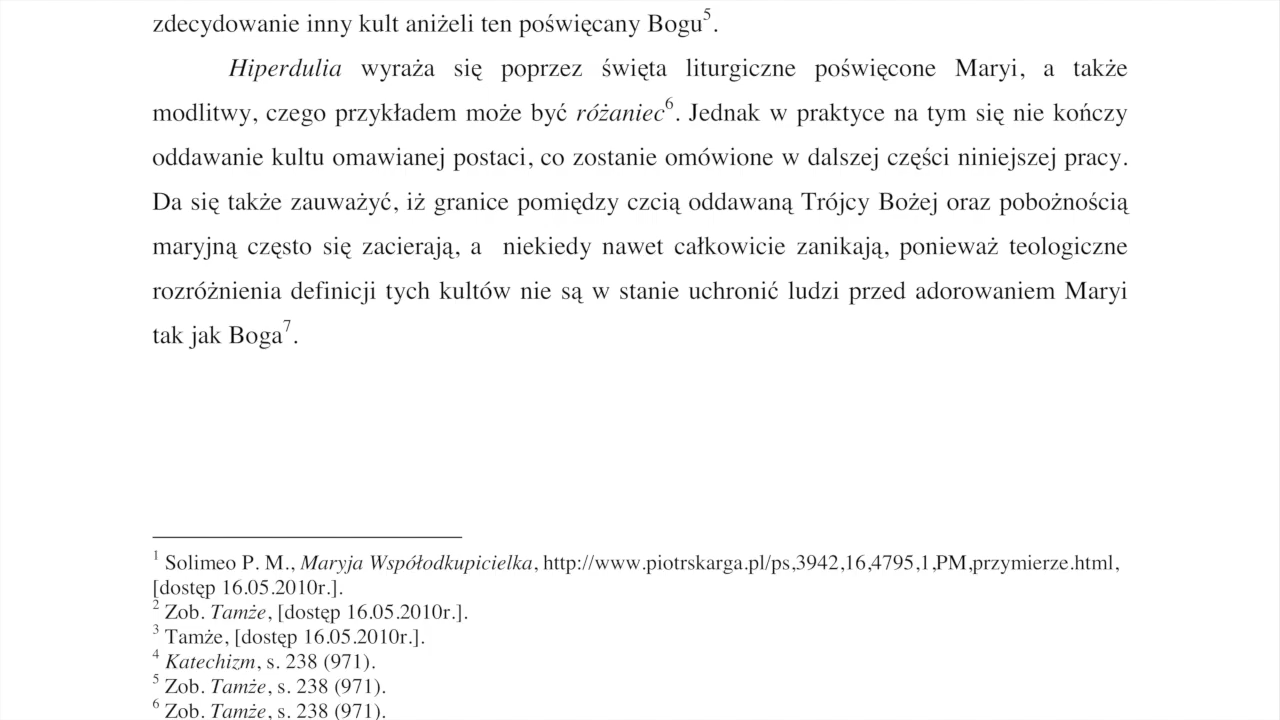 zdecydowanie inny kult aniżeli ten poświęcany Bogu5.
Hiperdulia wyraża się poprzez święta liturgiczne poświęcone Maryi, a także
modlitwy, czego przykładem może być różaniec6. Jednak w praktyce na tym się nie kończy
oddawanie kultu omawianej postaci, co zostanie omówione w dalszej części niniejszej pracy.
Da się także zauważyć, iż granice pomiędzy czcią oddawaną Trójcy Bożej oraz pobożnością
maryjną często się zacierają, a niekiedy nawet całkowicie zanikają, ponieważ teologiczne
rozróżnienia definicji tych kultów nie są w stanie uchronić ludzi przed adorowaniem Maryi
tak jak Boga7.
1 Solimeo P. M., Maryja Współodkupicielka, http://www.piotrskarga.pl/ps,3942,16,4795,1,PM,przymierze.html,
[dostęp 16.05.2010r.].
2 Zob. Tamże, [dostęp 16.05.2010r.].
3 Tamże, [dostęp 16.05.2010r.].
4 Katechizm, s. 238 (971).
5 Zob. Tamże, s. 238 (971).
6 Zob. Tamże, s. 238 (971).